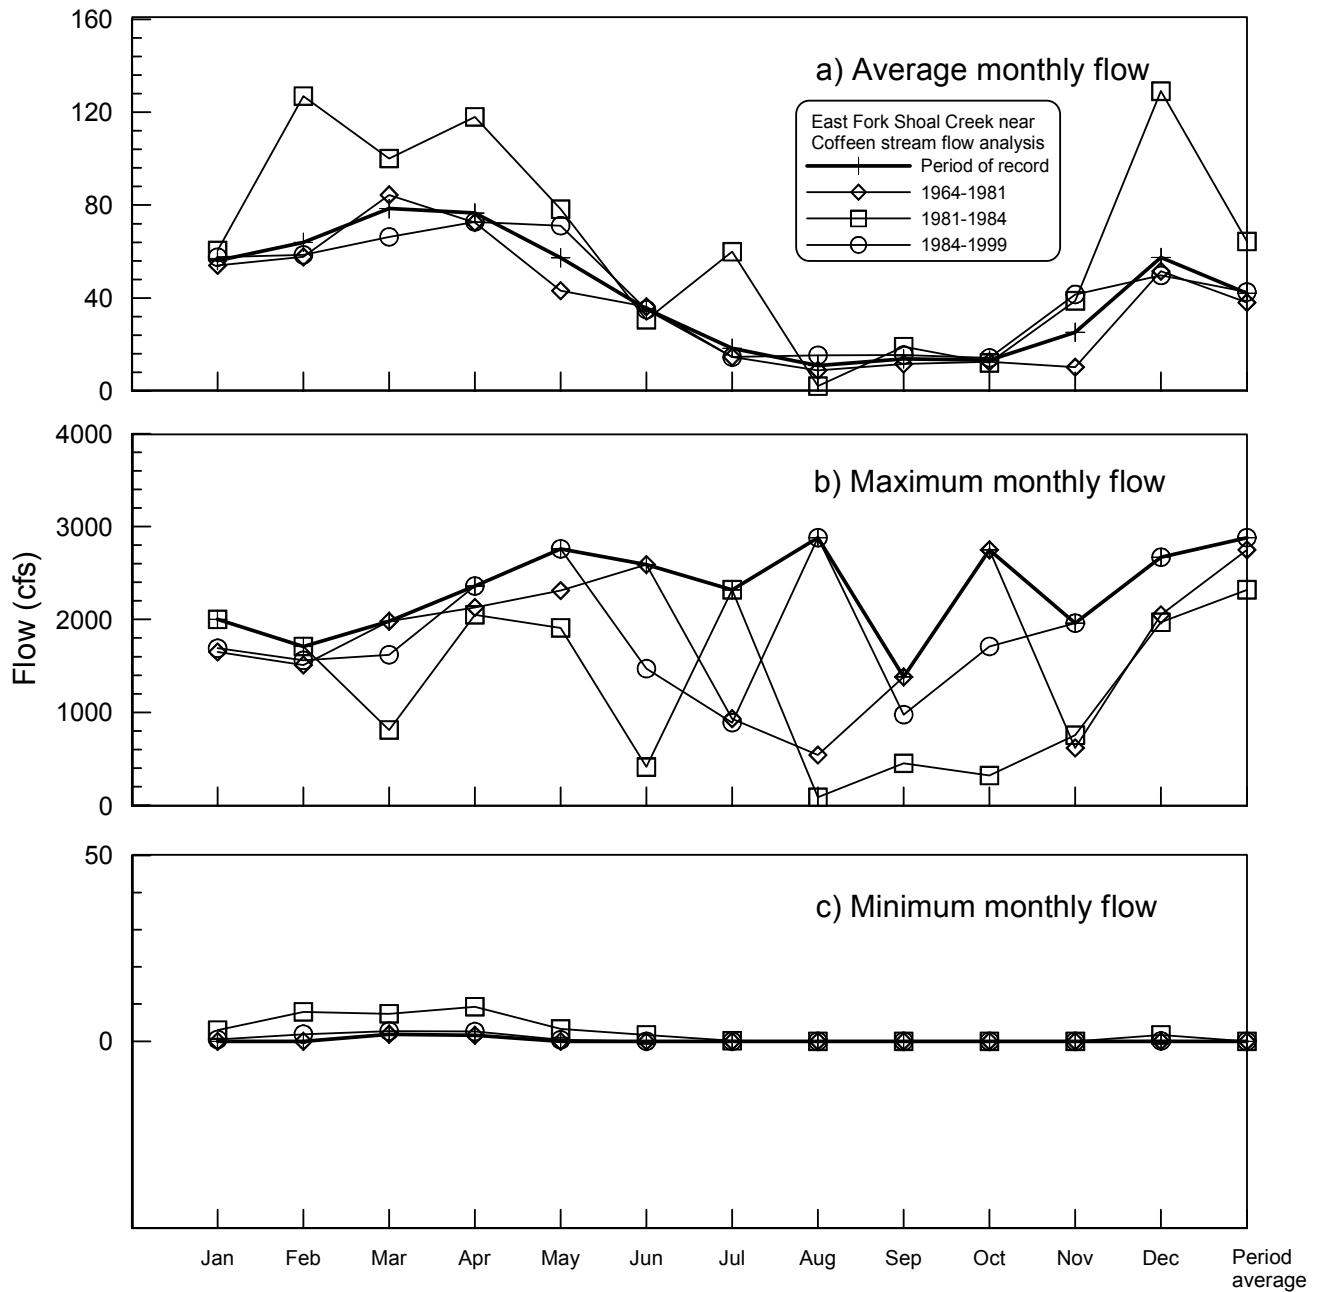 160
120
80
40
0
a) Average monthly flow
East Fork Shoal Creek near
Coffeen stream flow analysis
Period of record
1964-1981
1981-1984
1984-1999
Flow (cfs)
4000
3000
2000
1000
0
b) Maximum monthly flow
50
0
c) Minimum monthly flow
Jan Feb Mar Apr May Jun Jul Aug Sep Oct Nov Dec Period
average